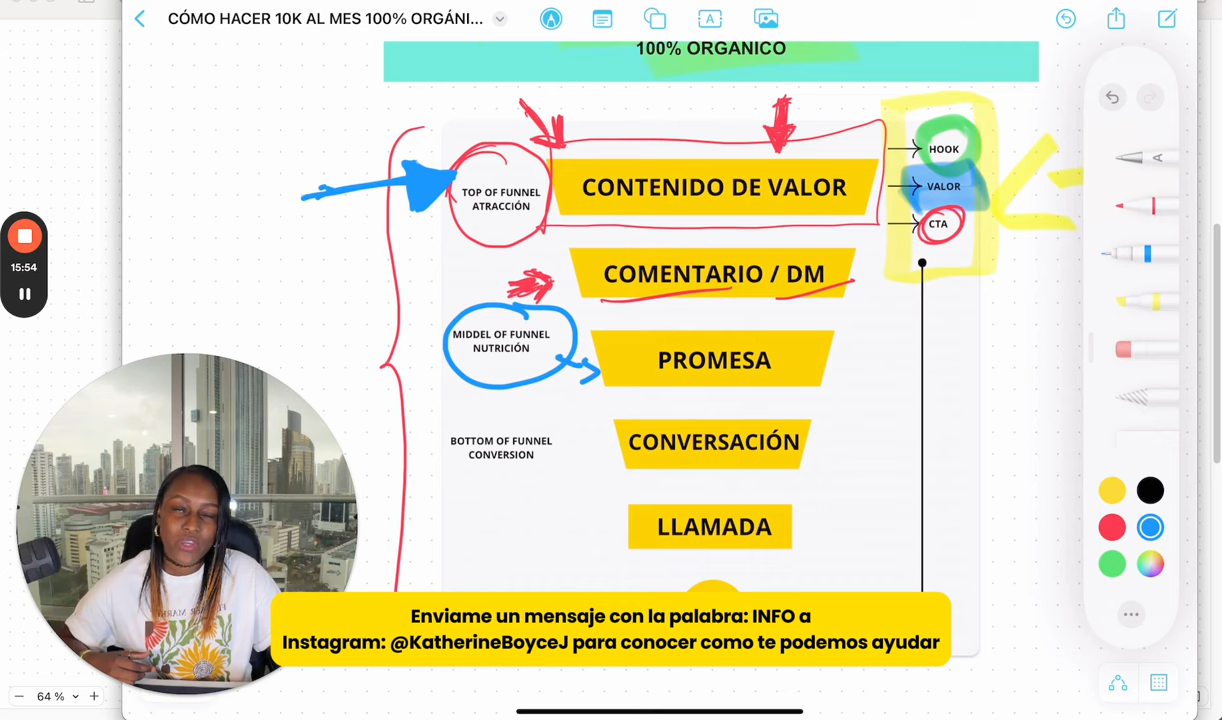 CÓMO HACER 10K AL MES 100% ORGÁNI...
100% ORGANICO
HOOK
TOP OF FUNNEL
ATRACCIÓN
CONTENIDO DE VALOR
VALOR
CTA
COMENTARIO / DM
15:54
MIDDEL OF FUNNEL
NUTRICIÓN
PROMESA
BOTTOM OF FUNNEL
CONVERSION
CONVERSACIÓN
LLAMADA
Enviame un mensaje con la palabra: INFO a
Instagram: @KatherineBoyceJ para conocer como te podemos ayudar
64 %